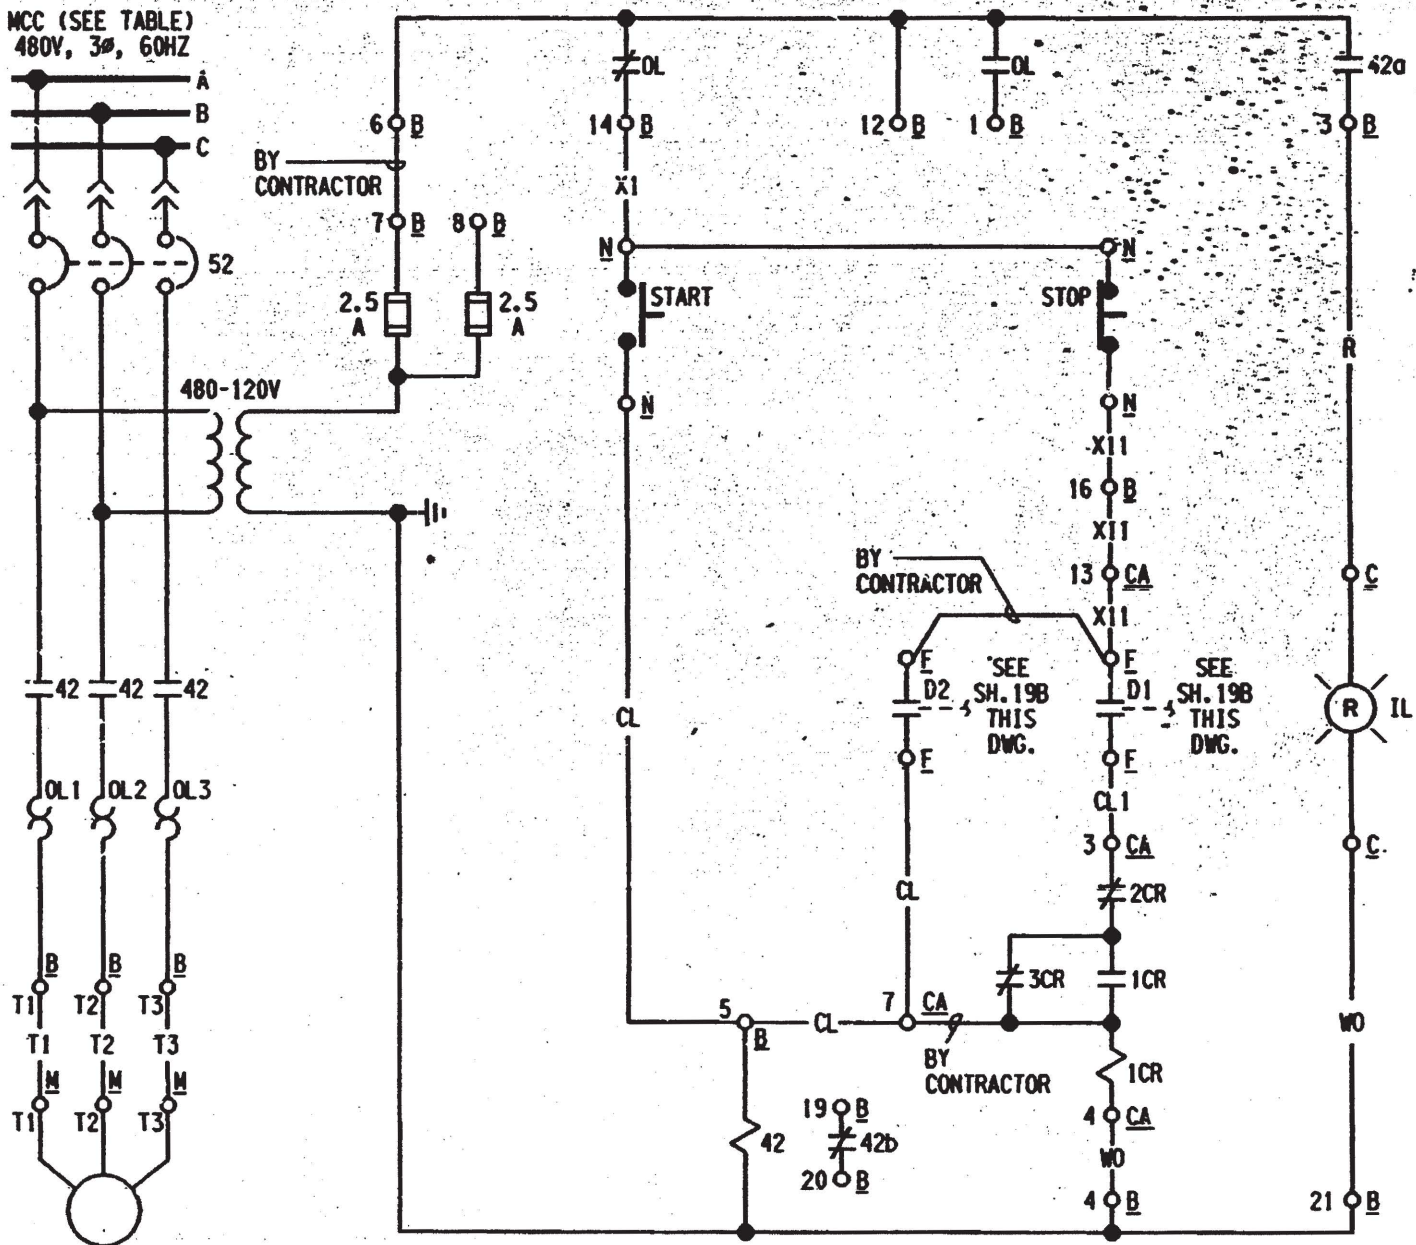 MCC (SEE TABLE)
480V, 3ø, 60HZ
A
B
C
52
6 B
BY
CONTRACTOR
7 B
8 B
2.5
A
2.5
A
480-120V
OL
14 B
X1
N
N
START
STOP
N
N
12 B
OL
1 B
42a
3 B
R
X11
16 B
X11
13 CA
X11
BY
CONTRACTOR
F
F
D2
SEE
SH.19B
THIS
DWG.
D1
SEE
SH.19B
THIS
DWG.
F
F
C
R
IL
C
CL
CL
CL1
3 CA
2CR
3CR
1CR
42
42
42
OL1
OL2
OL3
B
B
B
T1
T2
T3
T1
T2
T3
M
M
M
T1
T2
T3
5
B
CL
7 CA
BY
CONTRACTOR
1CR
4 CA
WO
4 B
42
19 B
42b
20 B
WO
21 B